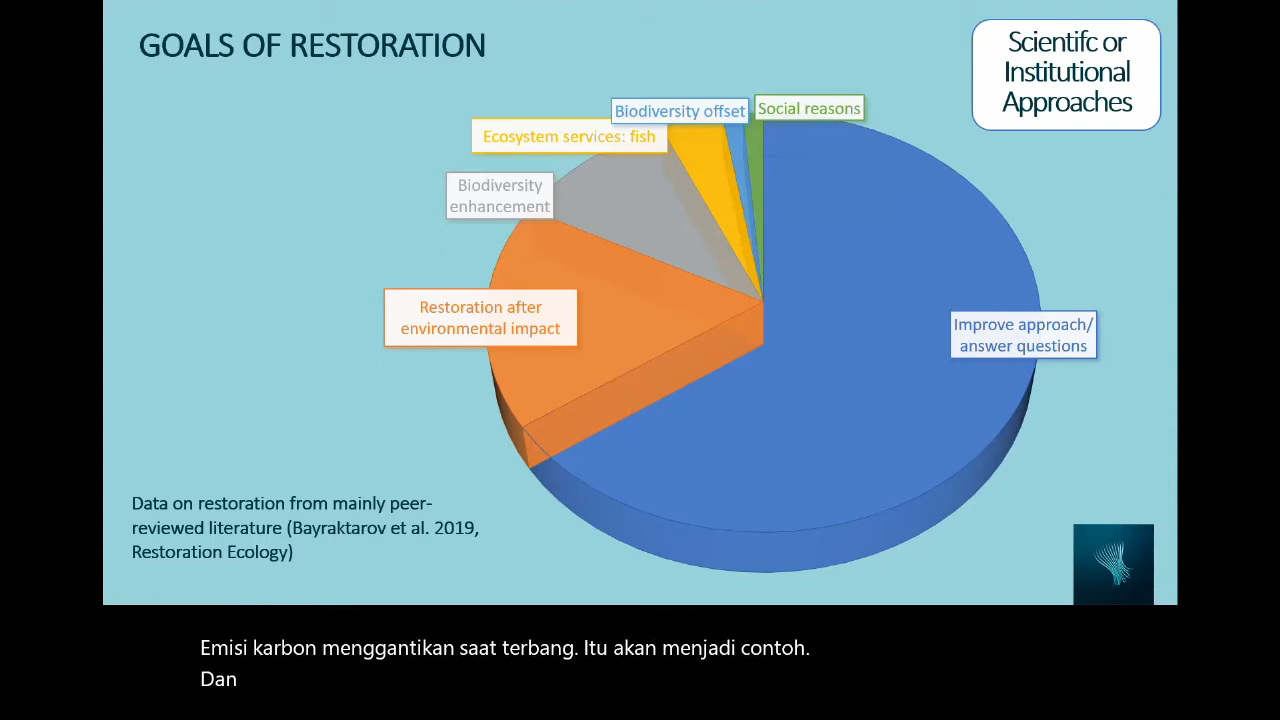 GOALS OF RESTORATION
Scientifc or
Institutional
Approaches
Biodiversity offset
Social reasons
Ecosystem services: fish
Biodiversity
enhancement
Restoration after
environmental impact
Improve approach/
answer questions
Data on restoration from mainly peer-
reviewed literature (Bayraktarov et al. 2019,
Restoration Ecology)
Emisi karbon menggantikan saat terbang. Itu akan menjadi contoh.
Dan